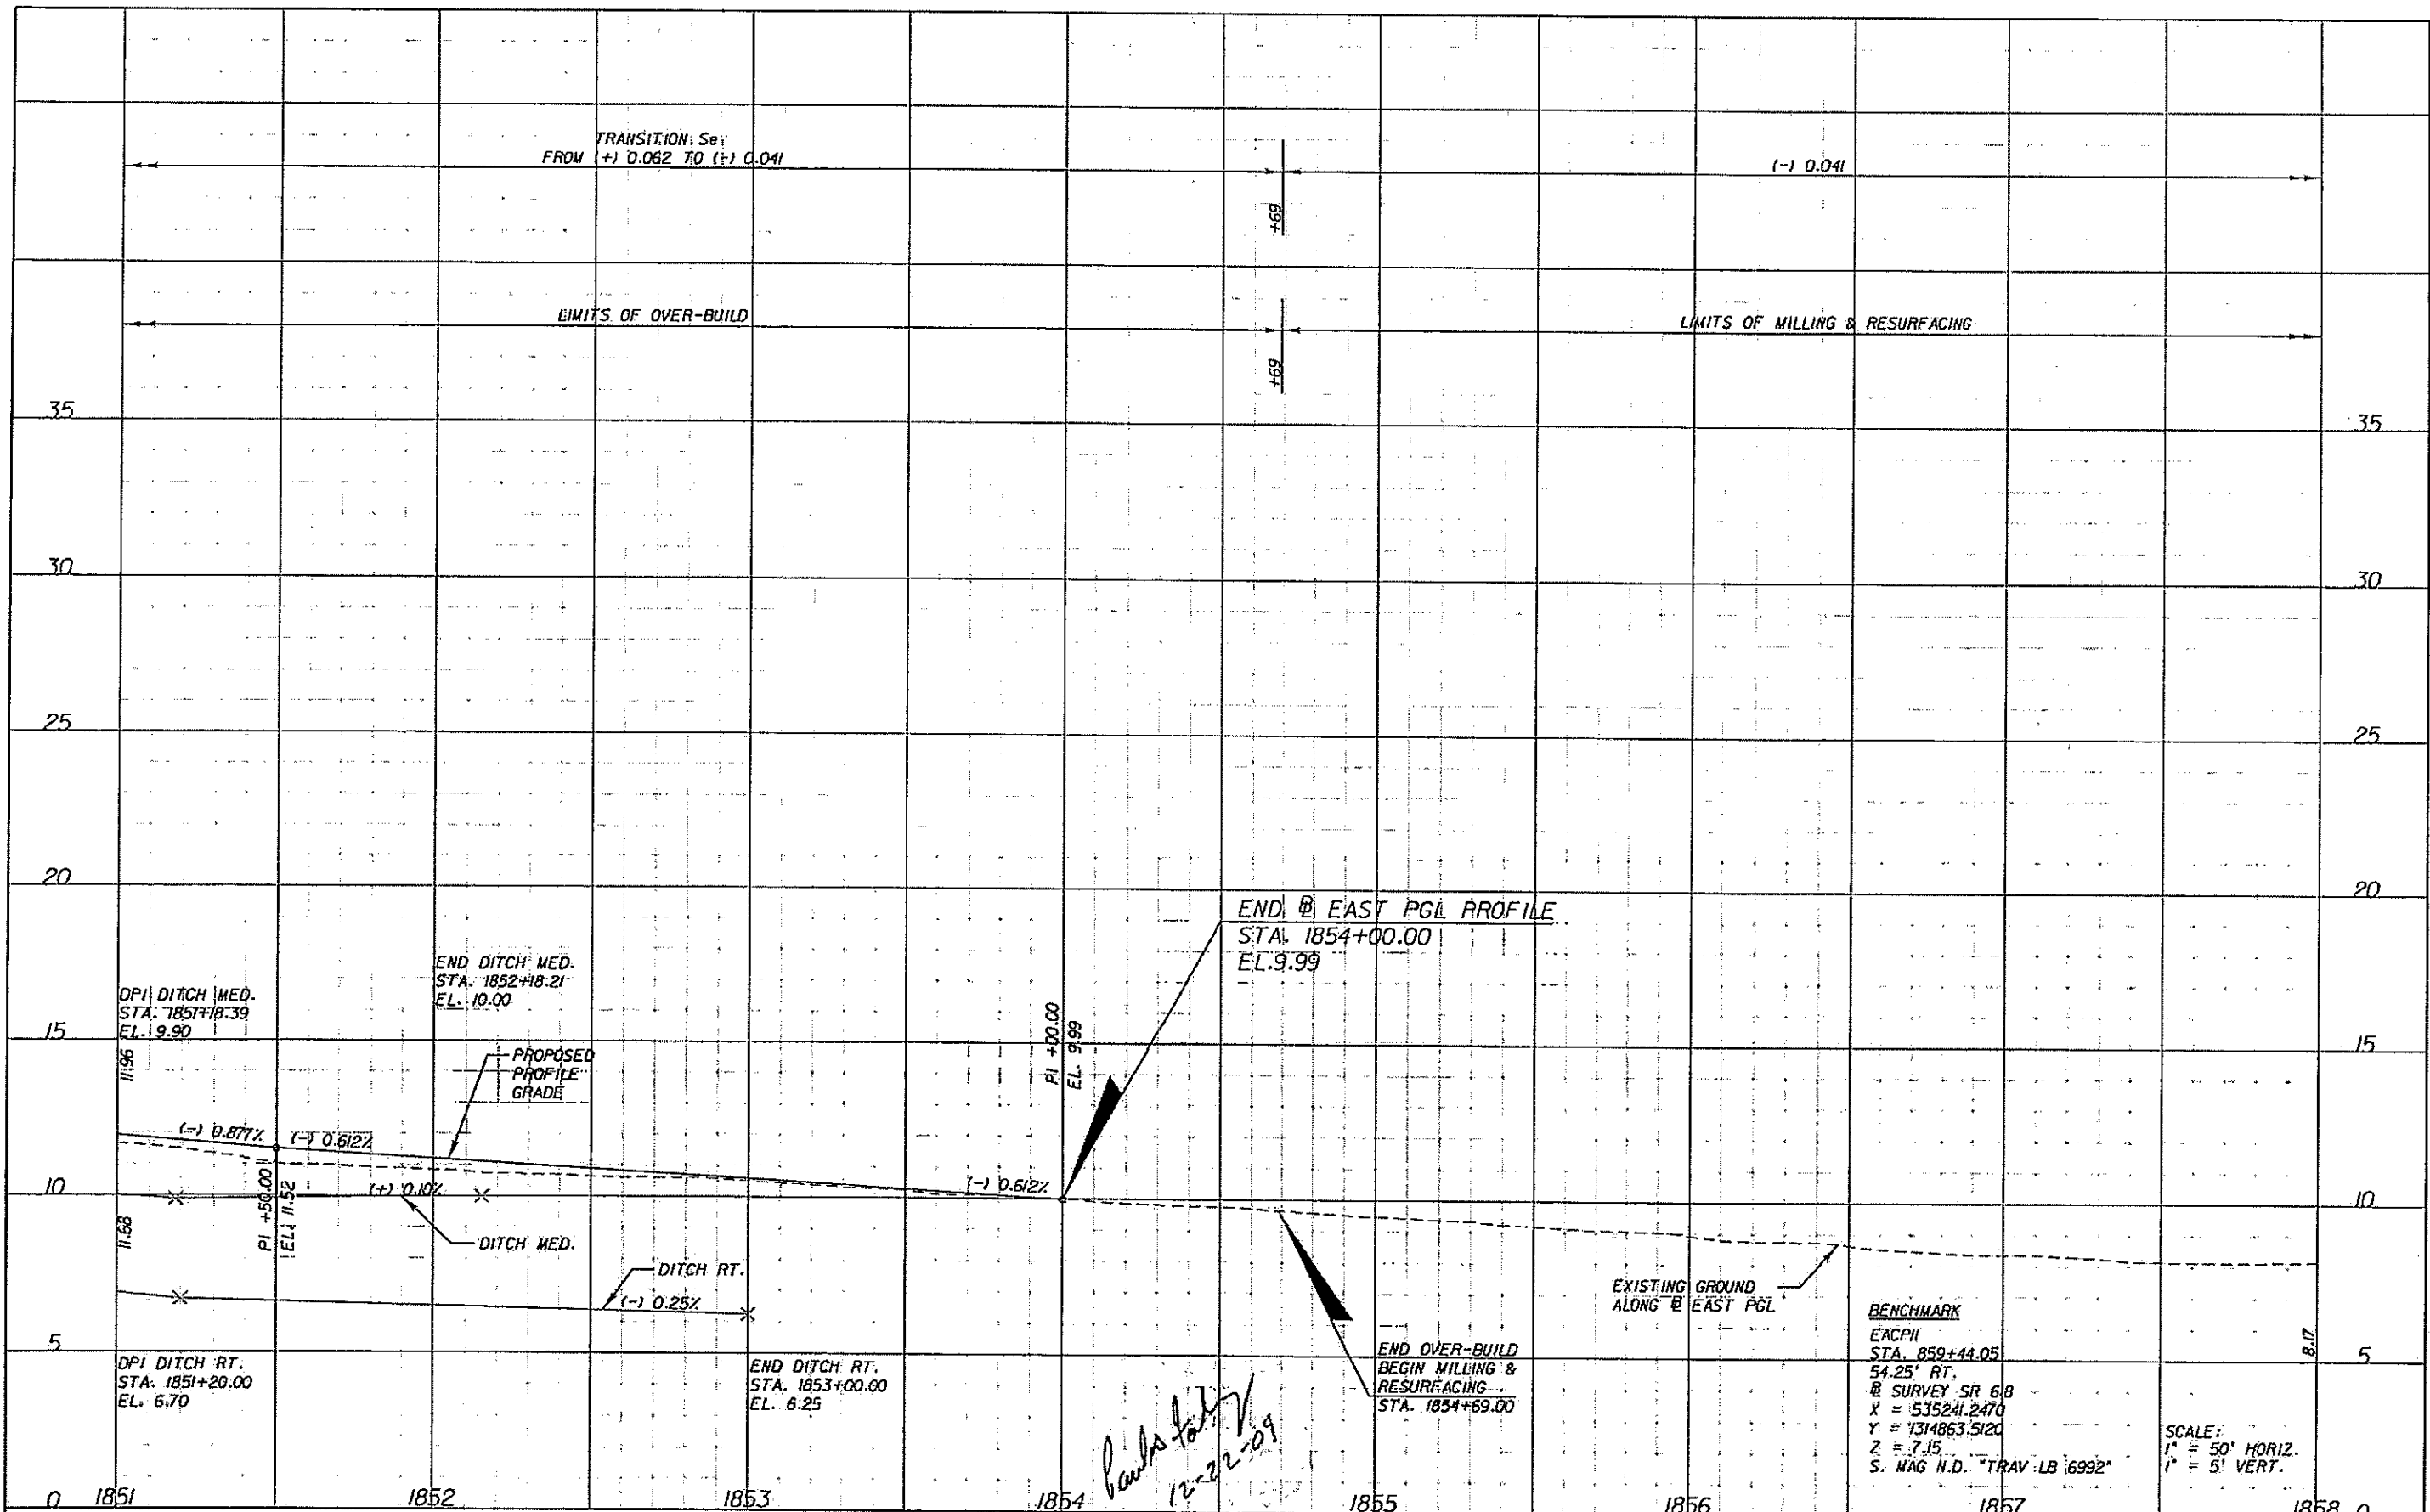 TRANSITION Se
FROM (+) 0.062 TO (-) 0.041
(-) 0.041
+69
LIMITS OF OVER-BUILD
LIMITS OF MILLING & RESURFACING
+69
35
35
30
30
25
25
20
20
END ⅊ EAST PGL PROFILE
STA. 1854+00.00
EL.9.99
END DITCH MED.
STA. 1852+18.21
EL. 10.00
DPI DITCH MED.
STA. 1851+18.39
EL. 9.90
15
15
11.96
PROPOSED
PROFILE
GRADE
PI +00.00
EL. 9.99
(-) 0.877%
(-) 0.612%
10
10
(+) 0.10%
(-) 0.612%
11.68
PI +50.00
EL. 11.52
DITCH MED.
DITCH RT.
(-) 0.25%
EXISTING GROUND
ALONG ⅊ EAST PGL
5
5
8.17
DPI DITCH RT.
STA. 1851+20.00
EL. 6.70
END DITCH RT.
STA. 1853+00.00
EL. 6.25
END OVER-BUILD
BEGIN MILLING &
RESURFACING
STA. 1854+69.00
BENCHMARK
EACP11
STA. 859+44.05
54.25' RT.
⅊ SURVEY SR 68
X = 535241.2470
Y = 1314863.5120
Z = 7.15
S. MAG N.D. "TRAV LB 6992"
SCALE:
1" = 50' HORIZ.
1" = 5' VERT.
12-22-09
0
1851
1852
1853
1854
1855
1856
1857
1858
0